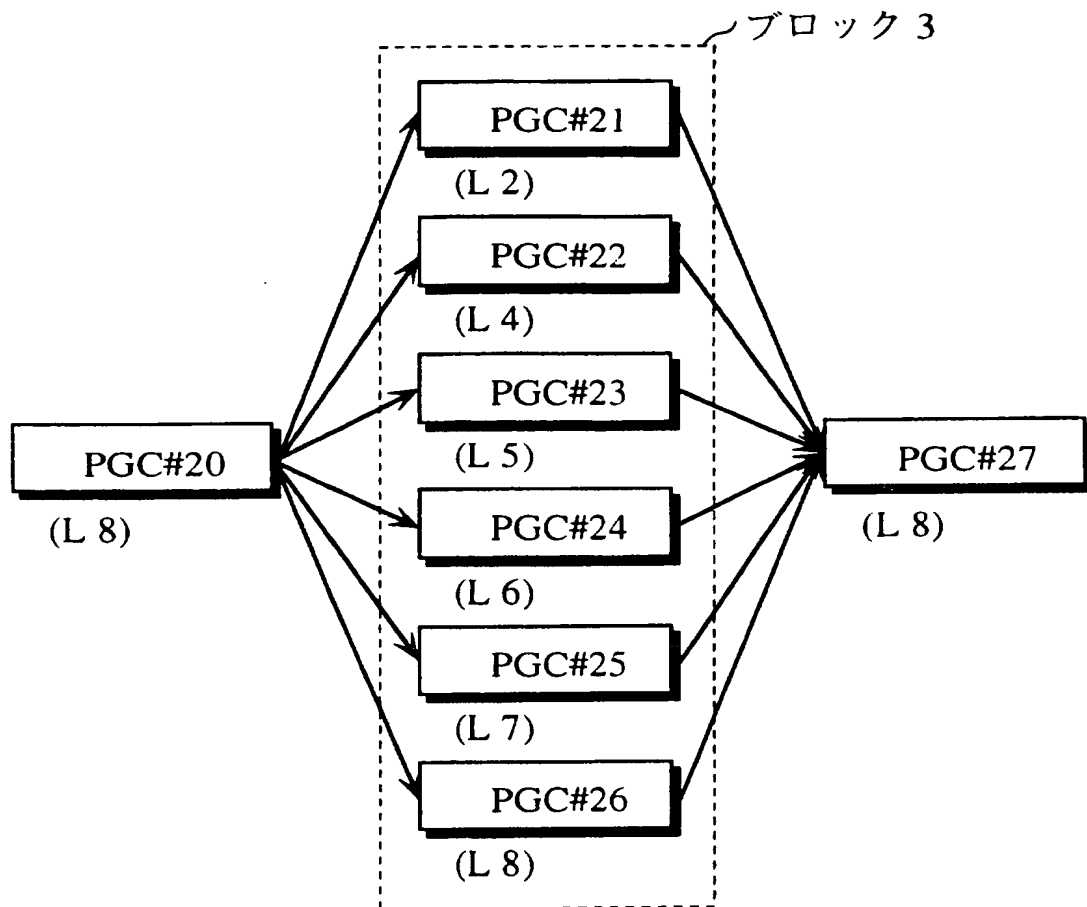 ブロック 3
PGC#21
(L 2)
PGC#22
(L 4)
PGC#23
(L 5)
PGC#20
(L 8)
PGC#27
(L 8)
PGC#24
(L 6)
PGC#25
(L 7)
PGC#26
(L 8)